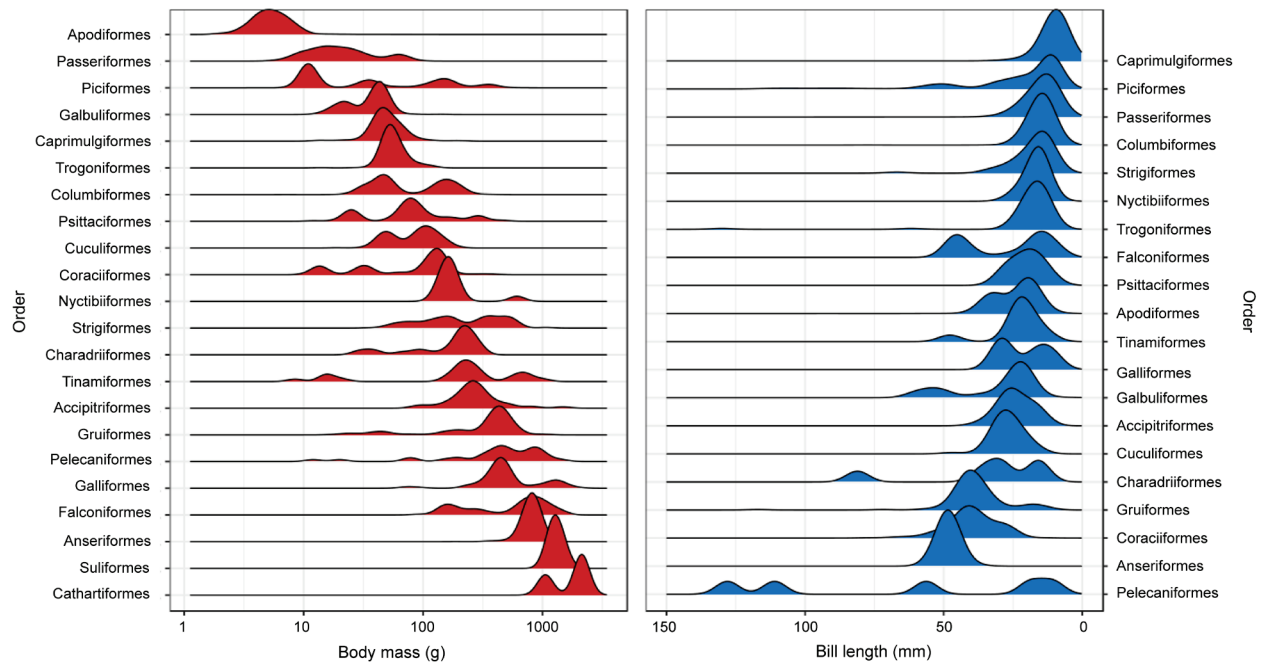 Order
Apodiformes
Passeriformes
Piciformes
Galbuliformes
Caprimulgiformes
Trogoniformes
Columbiformes
Psittaciformes
Cuculiformes
Coraciiformes
Nyctibiiformes
Strigiformes
Charadriiformes
Tinamiformes
Accipitriformes
Gruiformes
Pelecaniformes
Galliformes
Falconiformes
Anseriformes
Suliformes
Cathartiformes
1 10 100 1000
Body mass (g)
Caprimulgiformes
Piciformes
Passeriformes
Columbiformes
Strigiformes
Nyctibiiformes
Trogoniformes
Falconiformes
Psittaciformes
Apodiformes
Tinamiformes
Galliformes
Galbuliformes
Accipitriformes
Cuculiformes
Charadriiformes
Gruiformes
Coraciiformes
Anseriformes
Pelecaniformes
150 100 50 0
Bill length (mm)
Order